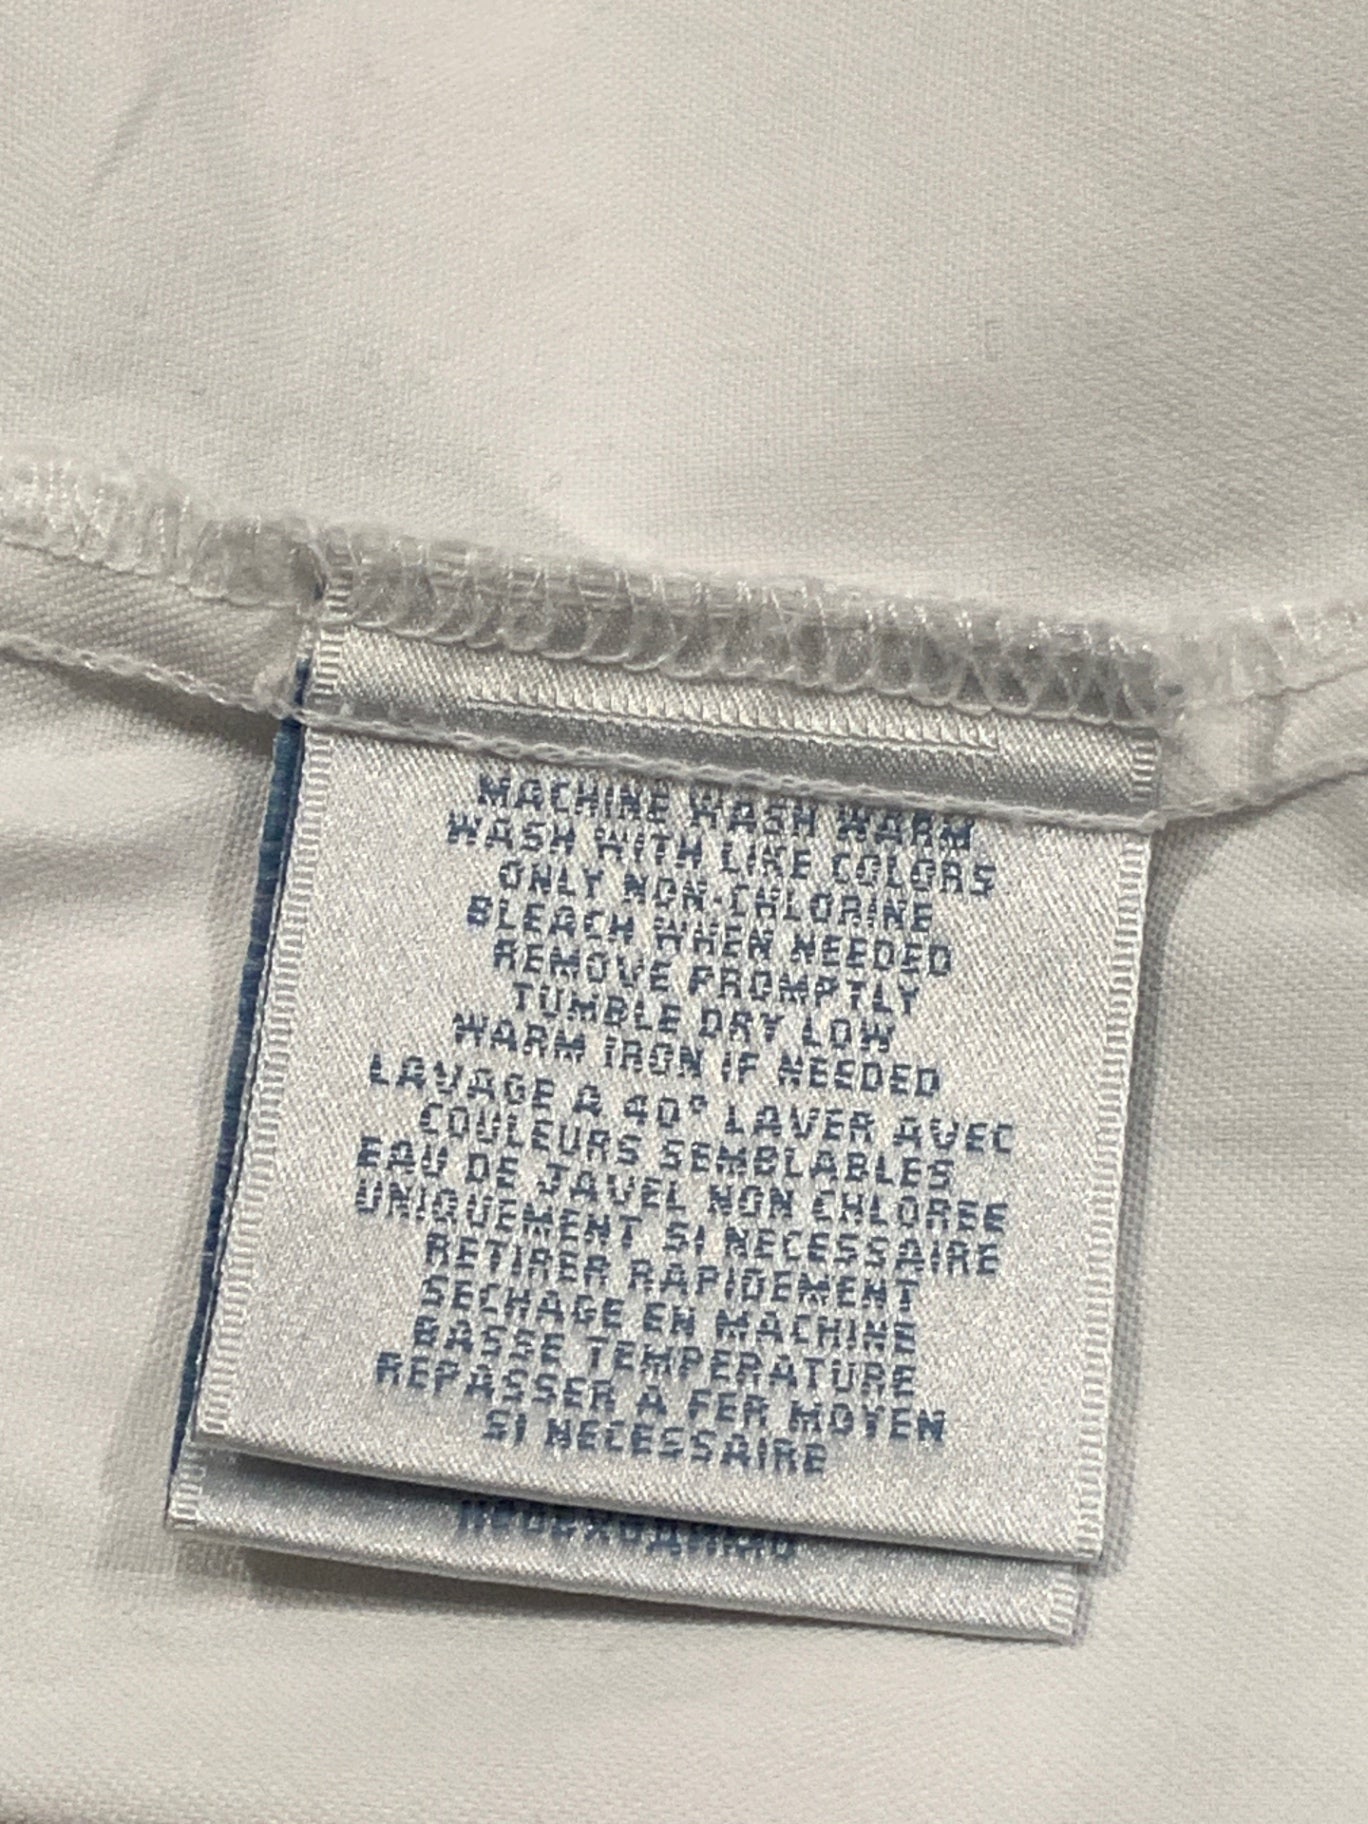 MACHINE WASH WARM
WASH WITH LIKE COLORS
ONLY NON-CHLORINE
BLEACH WHEN NEEDED
REMOVE PROMPTLY
TUMBLE DRY LOW
WARM IRON IF NEEDED
LAVAGE A 40° LAVER AVEC
COULEURS SEMBLABLES
EAU DE JAVEL NON CHLOREE
UNIQUEMENT SI NECESSAIRE
RETIRER RAPIDEMENT
SECHAGE EN MACHINE
BASSE TEMPERATURE
REPASSER A FER MOYEN
SI NECESSAIRE